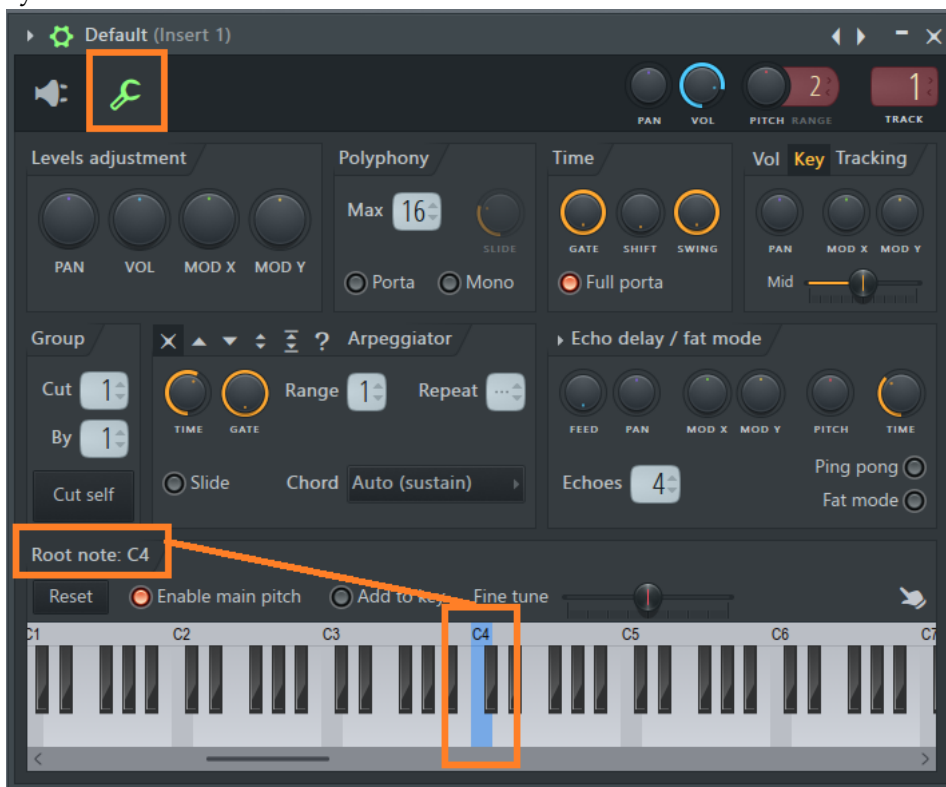 Default (Insert 1)
2
1
PAN VOL PITCH RANGE TRACK
Levels adjustment Polyphony Time Vol Key Tracking
Max 16
SLIDE GATE SHIFT SWING PAN MOD X MOD Y
PAN VOL MOD X MOD Y
Porta Mono Full porta Mid
Group ? Arpeggiator Echo delay / fat mode
Cut 1 Range 1 Repeat ...
By 1 TIME GATE FEED PAN MOD X MOD Y PITCH TIME
Ping pong
Cut self Slide Chord Auto (sustain) Echoes 4
Fat mode
Root note: C4
Reset Enable main pitch Add to key Fine tune
C1 C2 C3 C4 C5 C6 C7